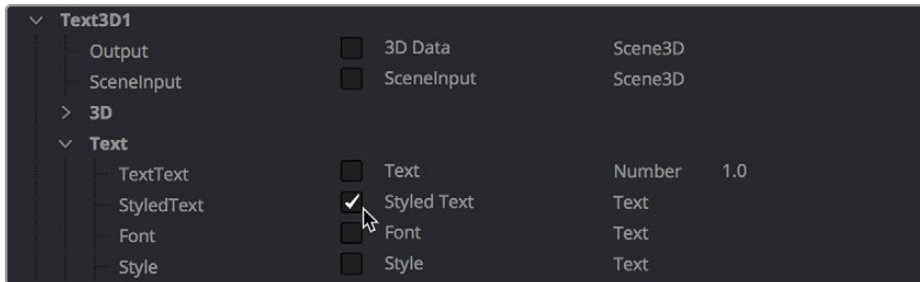 Text3D1
Output 3D Data Scene3D
SceneInput SceneInput Scene3D
3D
Text
TextText Text Number 1.0
StyledText Styled Text Text
Font Font Text
Style Style Text